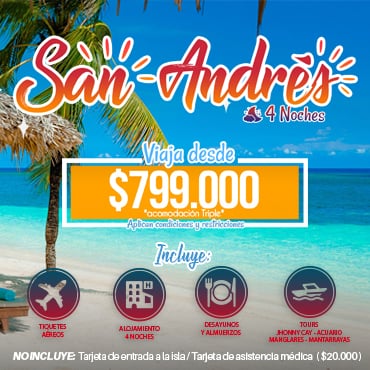 Sàn Andrés
4 Noches
Viaja desde
$799.000
"acomodación Triple"
Aplican condiciones y restricciones
Incluye:
TIQUETES
AÉREOS
ALOJAMIENTO
4 NOCHES
DESAYUNOS
Y ALMUERZOS
TOURS
JHONNY CAY - ACUARIO
MANGLARES - MANTARRAYAS
NO INCLUYE: Tarjeta de entrada a la isla / Tarjeta de asistencia médica ( $20.000)